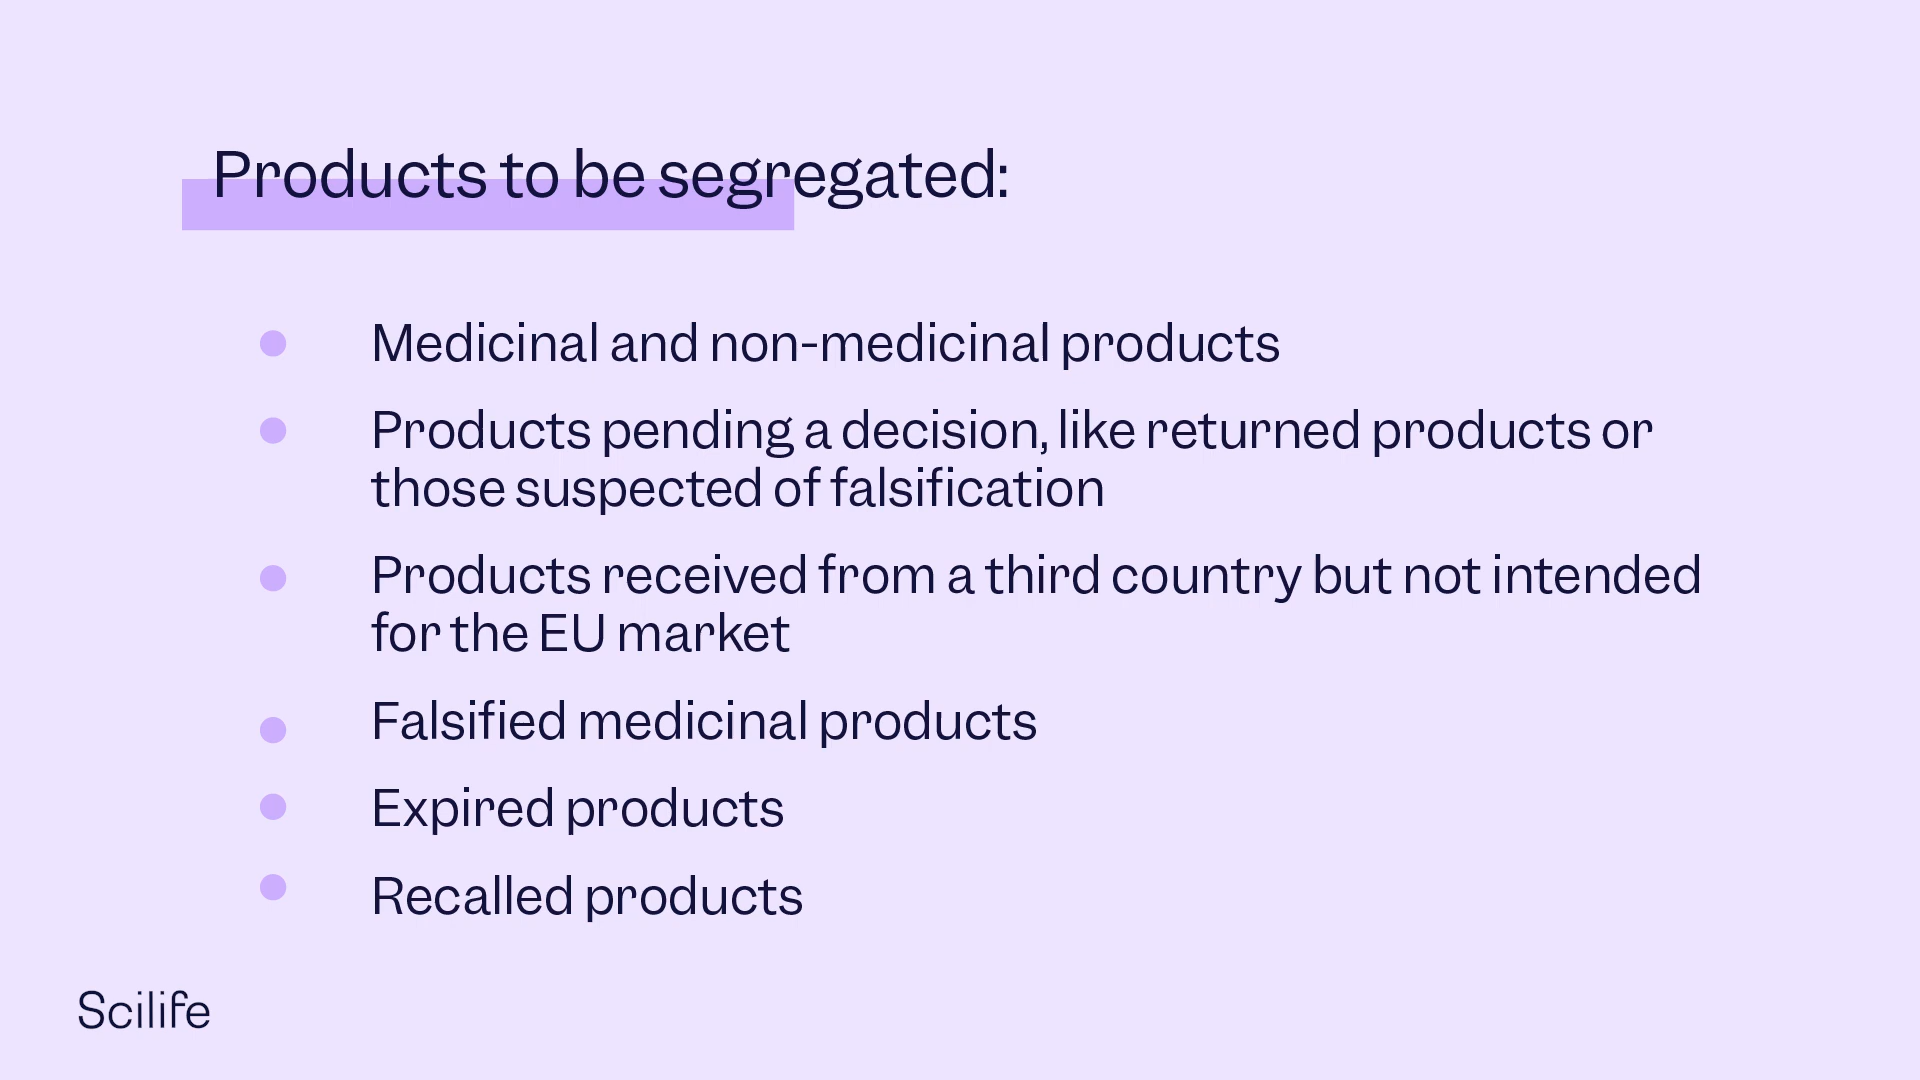 Products to be segregated:
Medicinal and non-medicinal products
Products pending a decision, like returned products or
those suspected of falsification
Products received from a third country but not intended
for the EU market
Falsified medicinal products
Expired products
Recalled products
Scilife